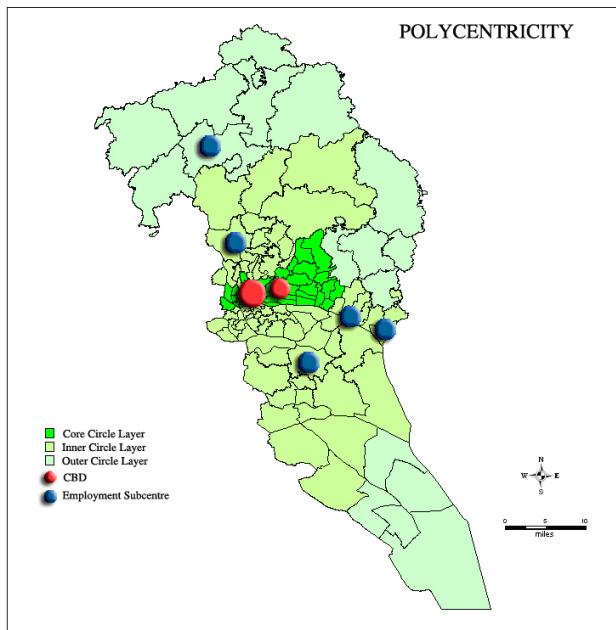 POLYCENTRICITY
Core Circle Layer
Inner Circle Layer
Outer Circle Layer
CBD
Employment Subcentre
N
W E
S
0 5 10
miles